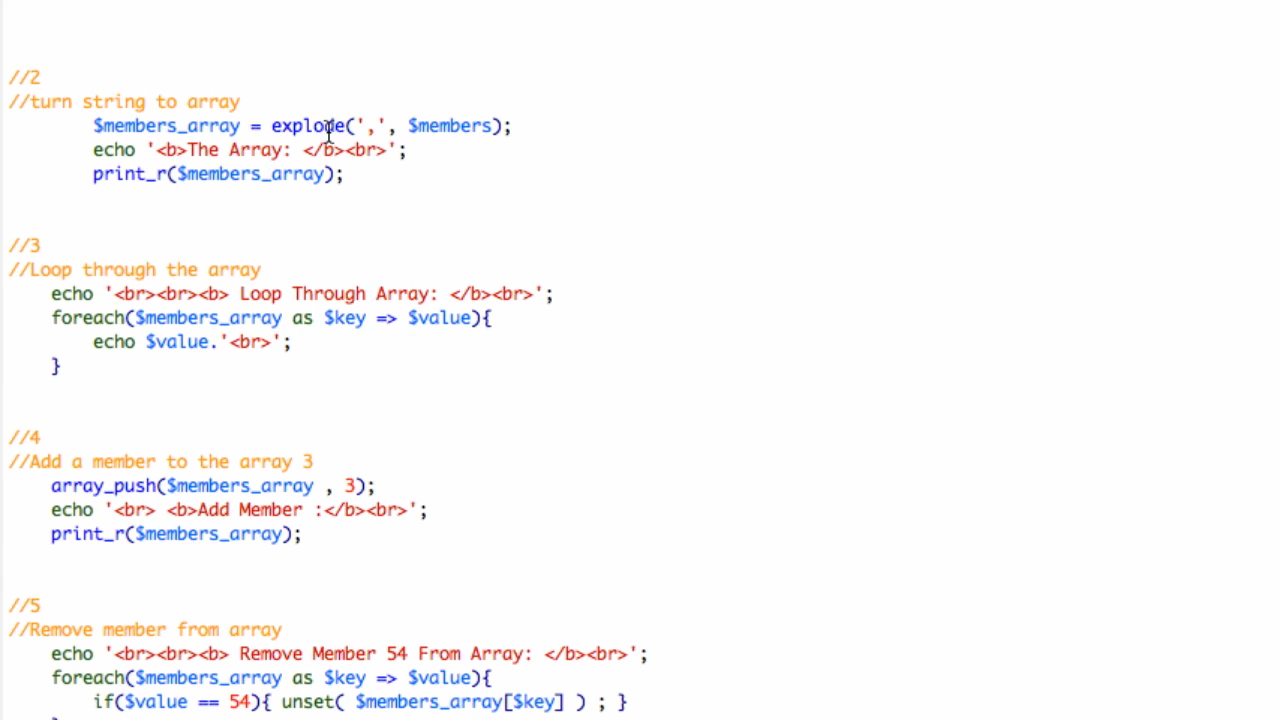 //2
//turn string to array
$members_array = explode(',', $members);
echo '<b>The Array: </b><br>';
print_r($members_array);
//3
//Loop through the array
echo '<br><br><b> Loop Through Array: </b><br>';
foreach($members_array as $key => $value){
echo $value.'<br>';
}
//4
//Add a member to the array 3
array_push($members_array , 3);
echo '<br> <b>Add Member :</b><br>';
print_r($members_array);
//5
//Remove member from array
echo '<br><br><b> Remove Member 54 From Array: </b><br>';
foreach($members_array as $key => $value){
if($value == 54){ unset( $members_array[$key] ) ; }